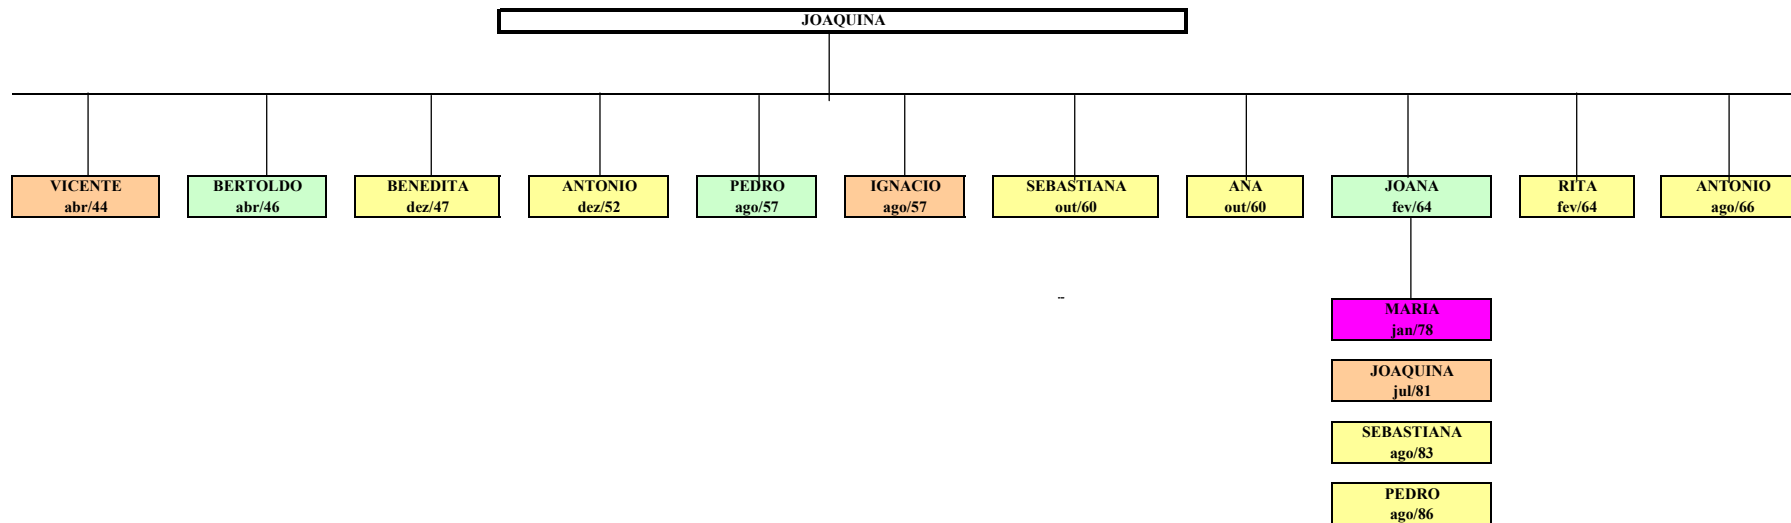 JOAQUINA
VICENTE
abr/44
BERTOLDO
abr/46
BENEDITA
dez/47
ANTONIO
dez/52
PEDRO
ago/57
IGNACIO
ago/57
SEBASTIANA
out/60
ANA
out/60
JOANA
fev/64
RITA
fev/64
ANTONIO
ago/66
--
MARIA
jan/78
JOAQUINA
jul/81
SEBASTIANA
ago/83
PEDRO
ago/86